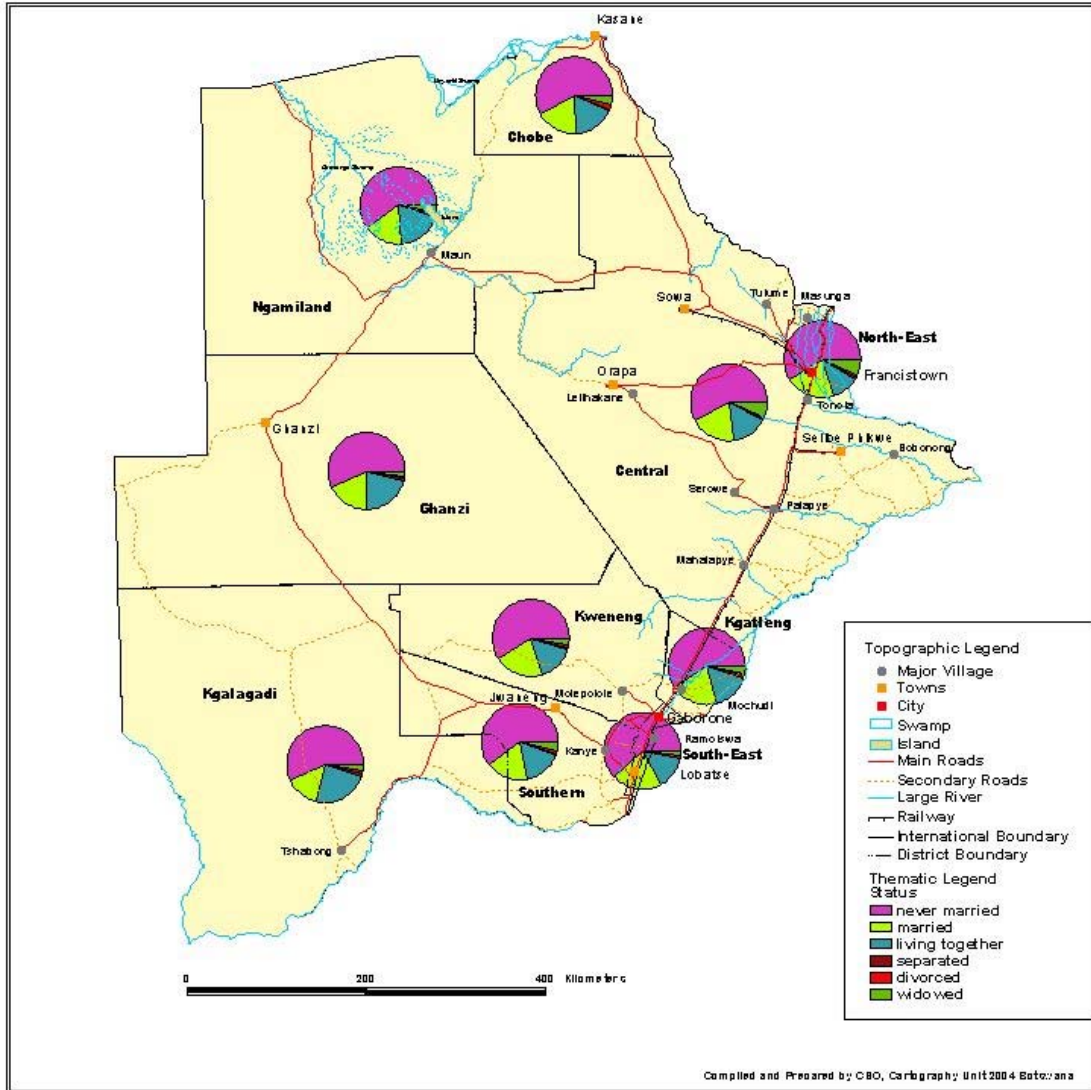 Kasane
Chobe
Maun
Ngamiland
Sowa
Tutume
Masunga
North-East
Francistown
Orapa
Letlhakane
Tonota
Selibe Phikwe
Bobonong
Ghanzi
Central
Serowe
Palapye
Ghanzi
Mahalapye
Kweneng
Kgatleng
Kgalagadi
Jwaneng
Molepolole
Mochudi
Gaborone
Ramotswa
Kanye
South-East
Lobatse
Southern
Tshabong
Topographic Legend
Major Village
Towns
City
Swamp
Island
Main Roads
Secondary Roads
Large River
Railway
International Boundary
District Boundary
Thematic Legend
Status
never married
married
living together
separated
divorced
widowed
0 200 400 Kilometers
Compiled and Prepared by CSO, Cartography Unit 2004 Botswana